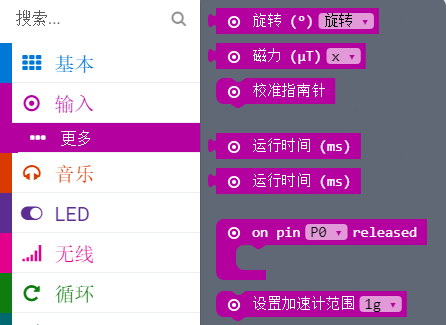 搜索...
基本
输入
更多
音乐
LED
无线
循环
旋转 (º) 旋转
磁力 (µT) x
校准指南针
运行时间 (ms)
运行时间 (ms)
on pin P0 released
设置加速计范围 1g